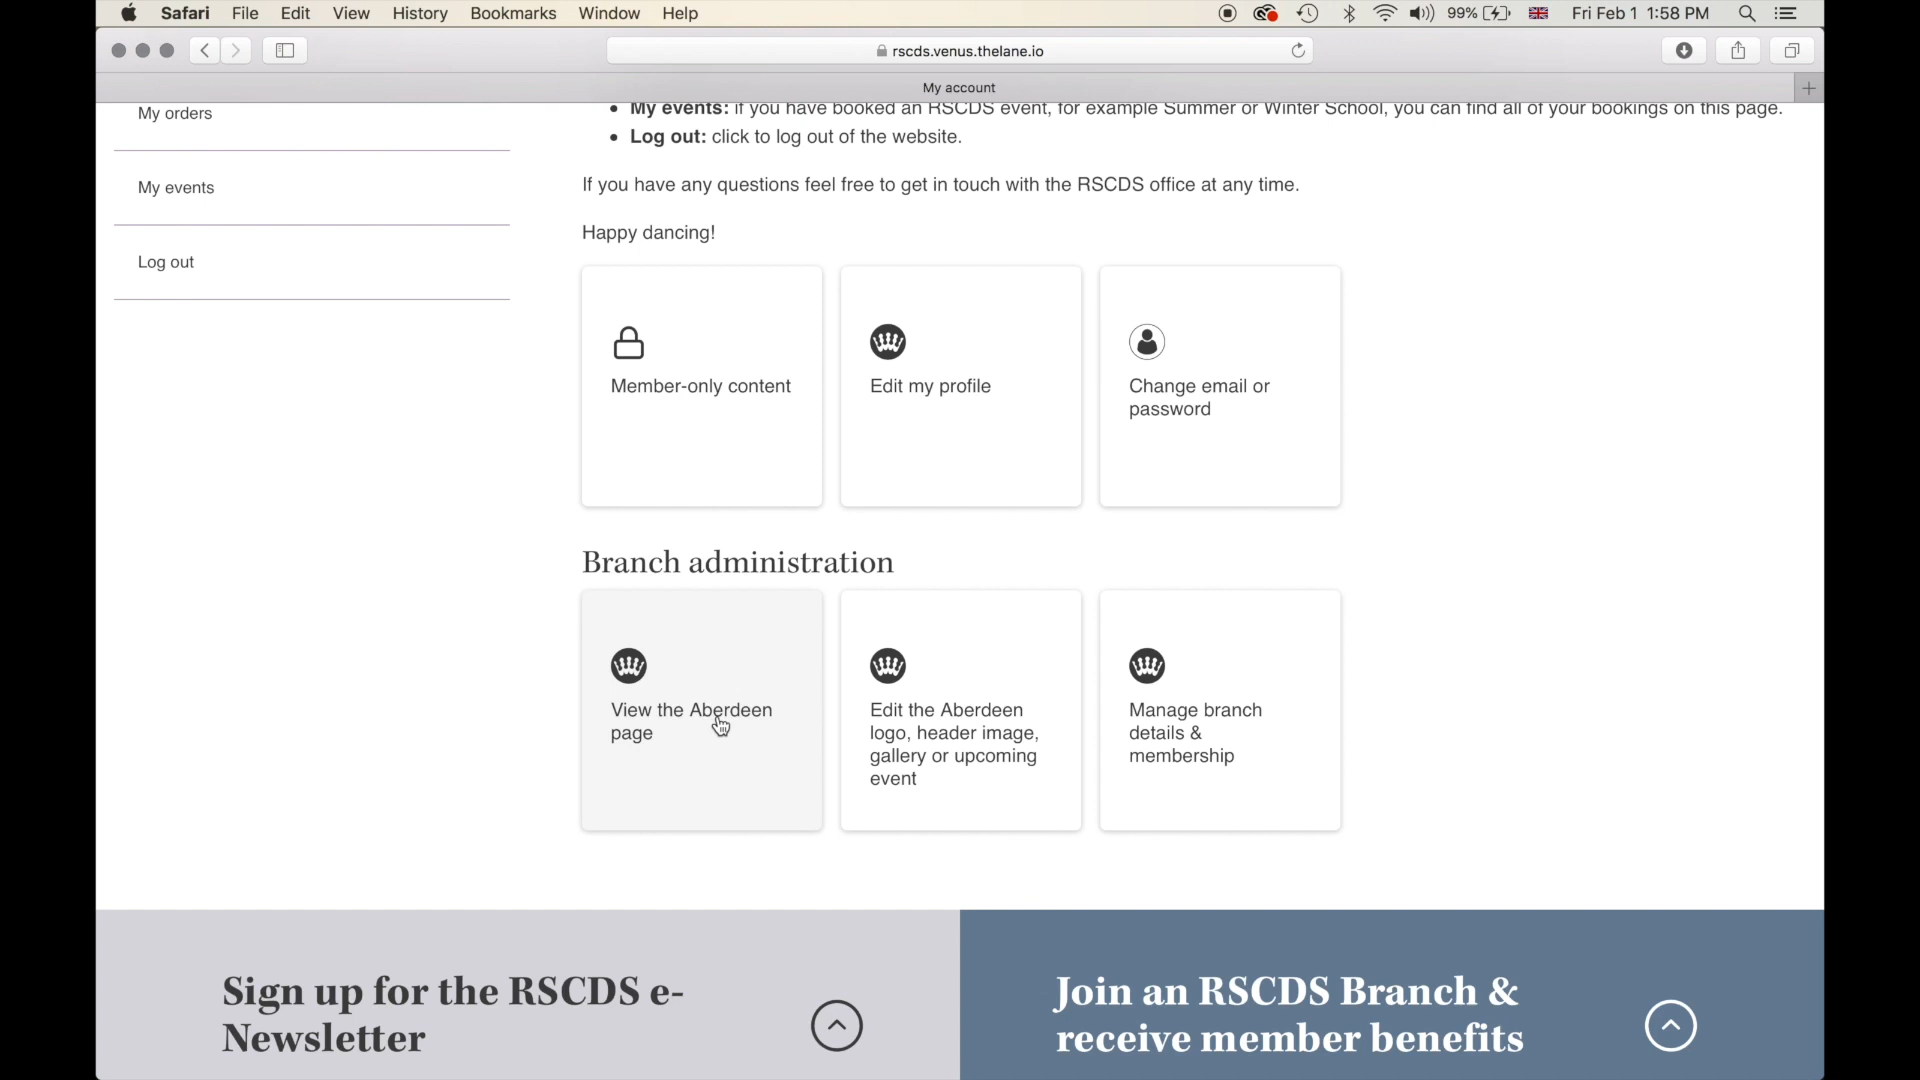 Safari File Edit View History Bookmarks Window Help 99% Fri Feb 1 1:58 PM
rscds.venus.thelane.io
My account
My orders
My events
Log out
• My events: if you have booked an RSCDS event, for example Summer or Winter School, you can find all of your bookings on this page.
• Log out: click to log out of the website.
If you have any questions feel free to get in touch with the RSCDS office at any time.
Happy dancing!
Member-only content
Edit my profile
Change email or
password
Branch administration
View the Aberdeen
page
Edit the Aberdeen
logo, header image,
gallery or upcoming
event
Manage branch
details &
membership
Sign up for the RSCDS e-
Newsletter
Join an RSCDS Branch &
receive member benefits